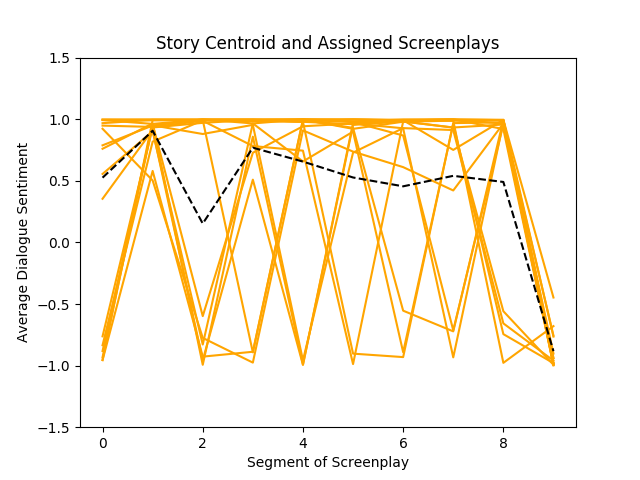 Story Centroid and Assigned Screenplays
1.5
1.0
0.5
0.0
−0.5
−1.0
−1.5
Average Dialogue Sentiment
0 2 4 6 8
Segment of Screenplay